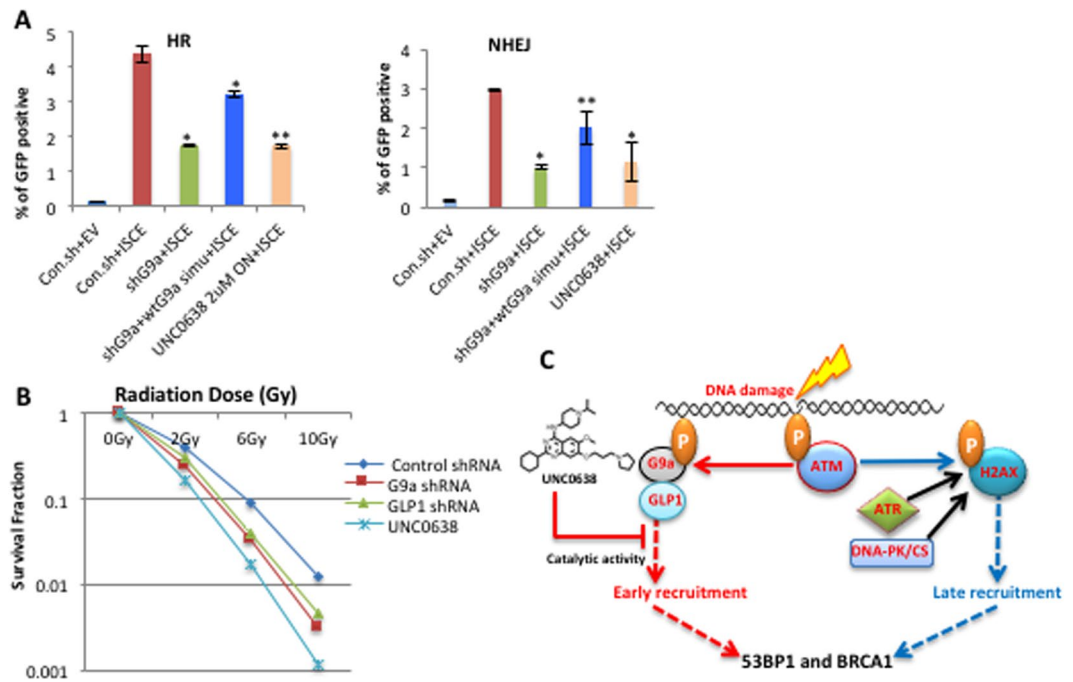 A
HR
% of GFP positive
5
4
3
2
1
0
*
*
**
Con.sh+EV
Con.sh+ISCE
shG9a+ISCE
shG9a+wtG9a simu+ISCE
UNC0638 2uM ON+ISCE
NHEJ
% of GFP positive
4
3
2
1
0
*
**
*
Con.sh+EV
Con.sh+ISCE
shG9a+ISCE
shG9a+wtG9a simu+ISCE
UNC0638+ISCE
B
Radiation Dose (Gy)
Survival Fraction
1
0.1
0.01
0.001
0Gy 2Gy 6Gy 10Gy
Control shRNA
G9a shRNA
GLP1 shRNA
UNC0638
C
DNA damage
P
P
P
G9a
GLP1
ATM
H2AX
ATR
DNA-PK/CS
UNC0638
Catalytic activity
Early recruitment
Late recruitment
53BP1 and BRCA1